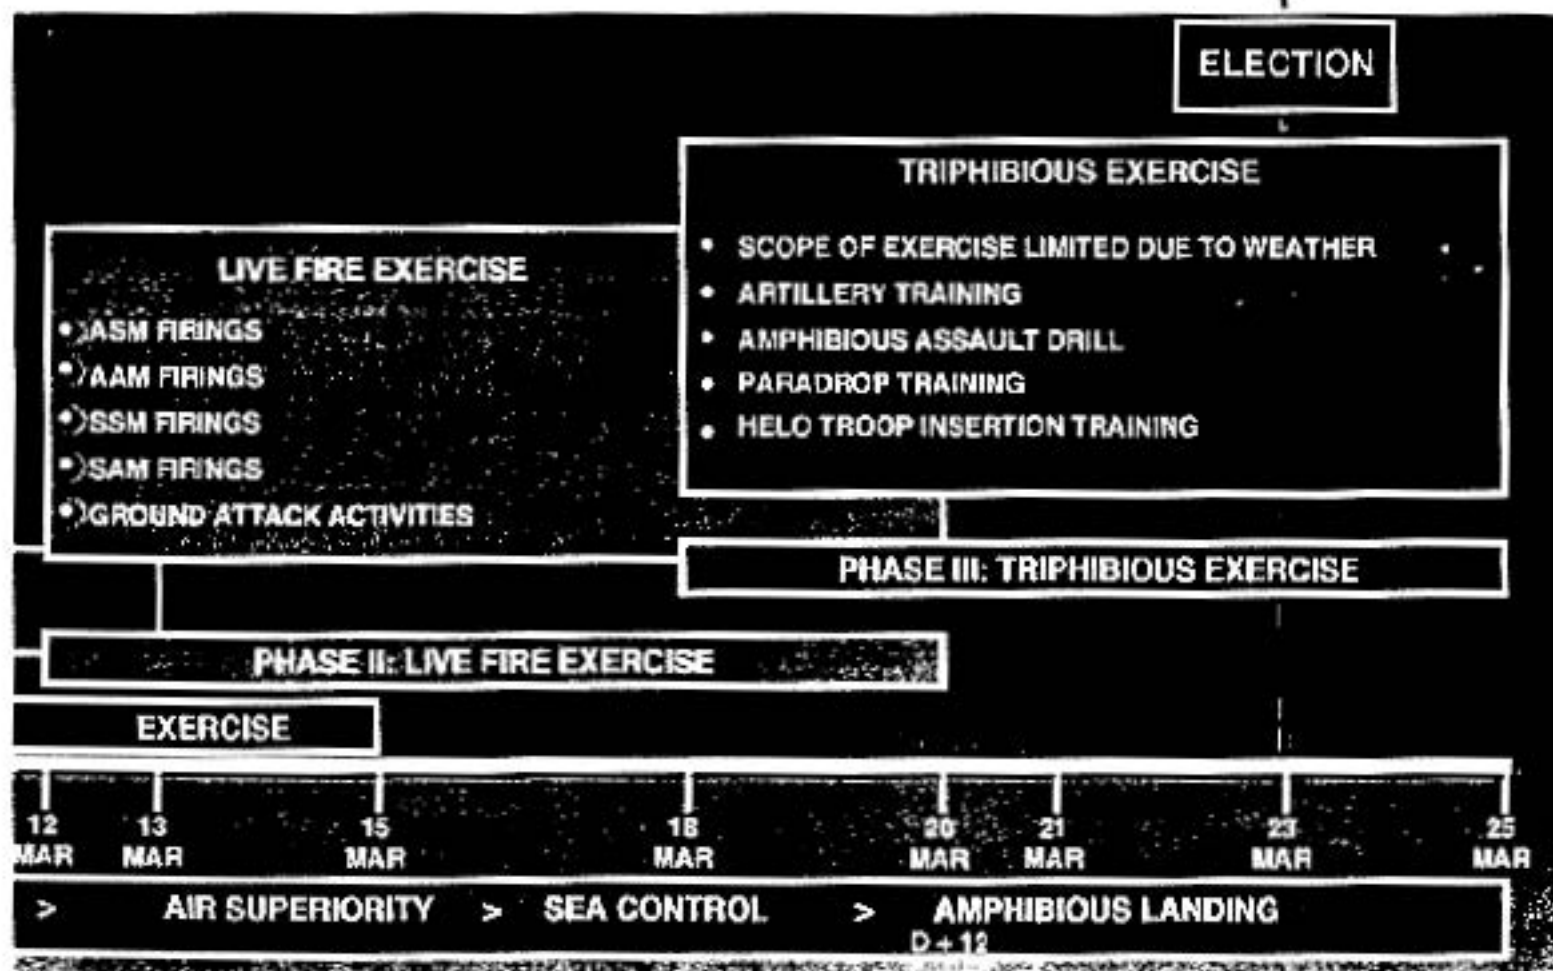 ELECTION
TRIPHIBIOUS EXERCISE
• SCOPE OF EXERCISE LIMITED DUE TO WEATHER
• ARTILLERY TRAINING
• AMPHIBIOUS ASSAULT DRILL
• PARADROP TRAINING
• HELO TROOP INSERTION TRAINING
LIVE FIRE EXERCISE
• ASM FIRINGS
• AAM FIRINGS
• SSM FIRINGS
• SAM FIRINGS
• GROUND ATTACK ACTIVITIES
PHASE III: TRIPHIBIOUS EXERCISE
PHASE II: LIVE FIRE EXERCISE
EXERCISE
12 MAR
13 MAR
15 MAR
18 MAR
20 MAR
21 MAR
23 MAR
25 MAR
> AIR SUPERIORITY > SEA CONTROL > AMPHIBIOUS LANDING
D + 12